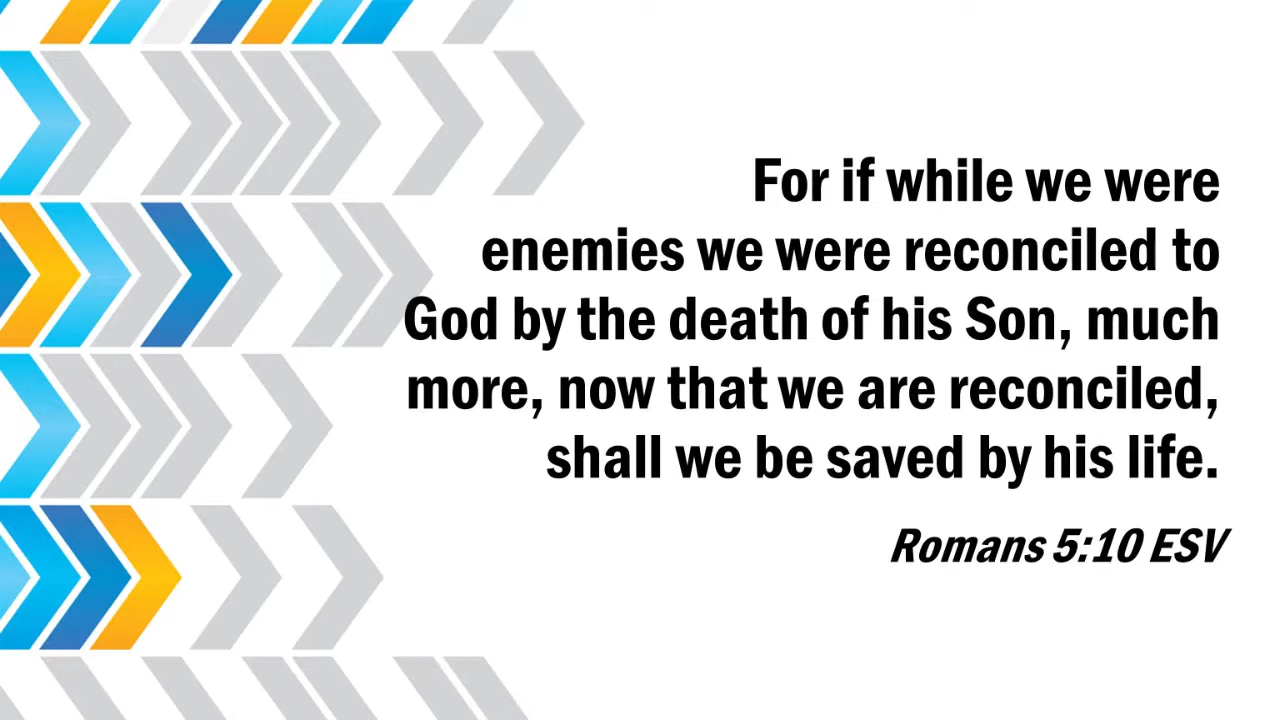 For if while we were
enemies we were reconciled to
God by the death of his Son, much
more, now that we are reconciled,
shall we be saved by his life.
Romans 5:10 ESV